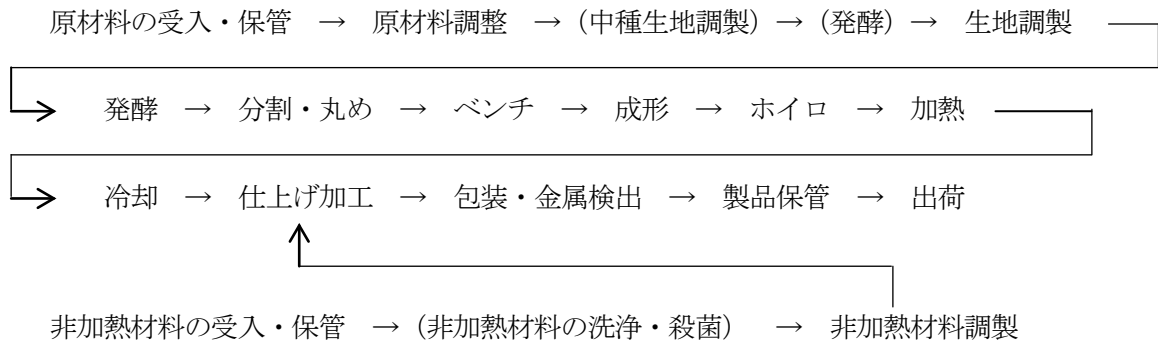 原材料の受入・保管 → 原材料調整 →（中種生地調製）→（発酵）→ 生地調製
発酵 → 分割・丸め → ベンチ → 成形 → ホイロ → 加熱
冷却 → 仕上げ加工 → 包装・金属検出 → 製品保管 → 出荷
非加熱材料の受入・保管 →（非加熱材料の洗浄・殺菌） → 非加熱材料調製